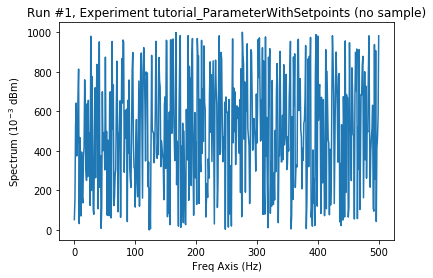 Run #1, Experiment tutorial_ParameterWithSetpoints (no sample)
1000
800
600
400
200
0
Spectrum (10⁻³ dBm)
0 100 200 300 400 500
Freq Axis (Hz)